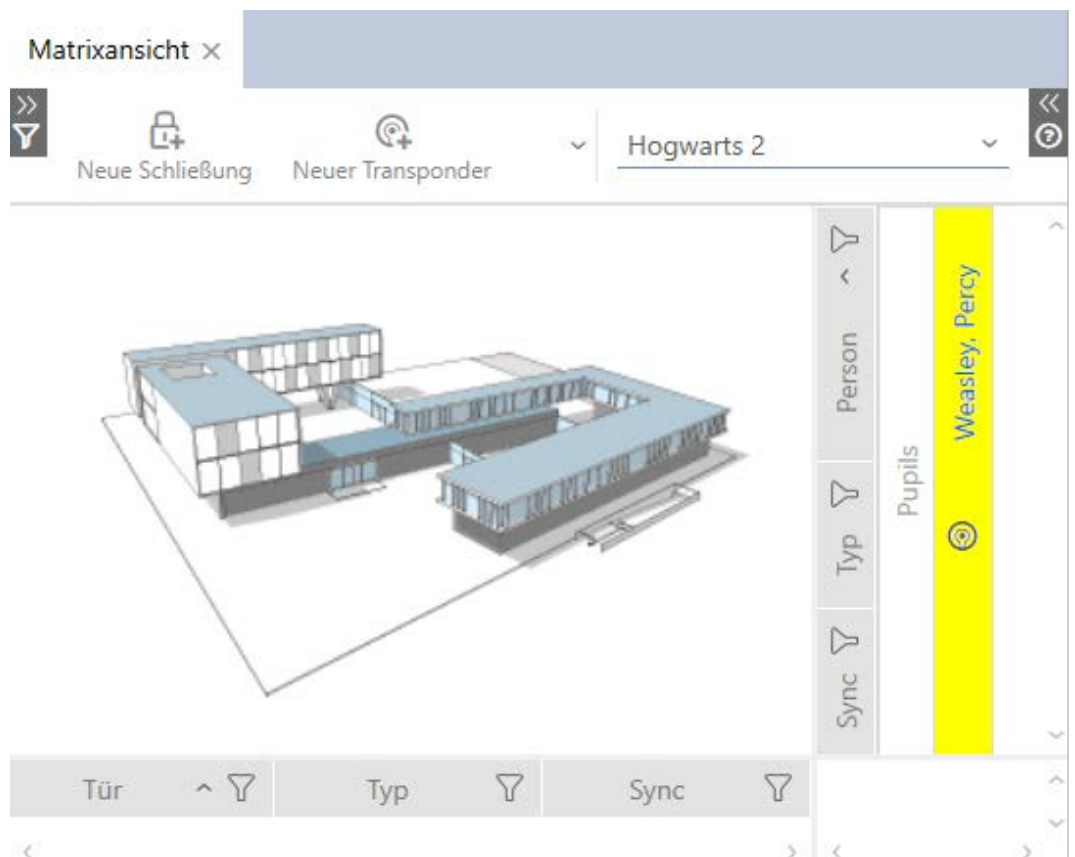 Matrixansicht
Neue Schließung
Neuer Transponder
Hogwarts 2
Person
Typ
Sync
Pupils
Weasley, Percy
Tür
Typ
Sync